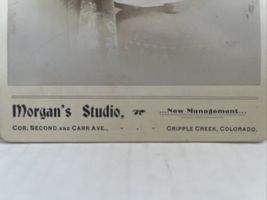 Morgan's Studio, ...New Management...
Cor. Second and Carr Ave., - - - Cripple Creek, Colorado.